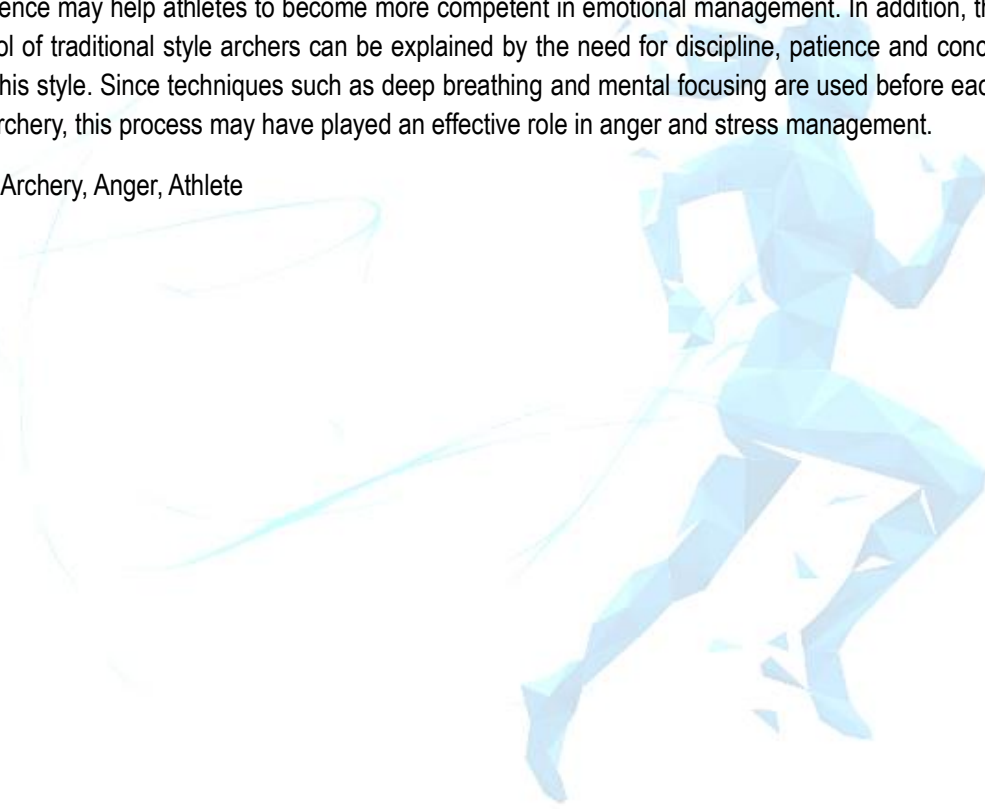 ence may help athletes to become more competent in emotional management. In addition, th
ol of traditional style archers can be explained by the need for discipline, patience and conc
his style. Since techniques such as deep breathing and mental focusing are used before eac
rchery, this process may have played an effective role in anger and stress management.
Archery, Anger, Athlete